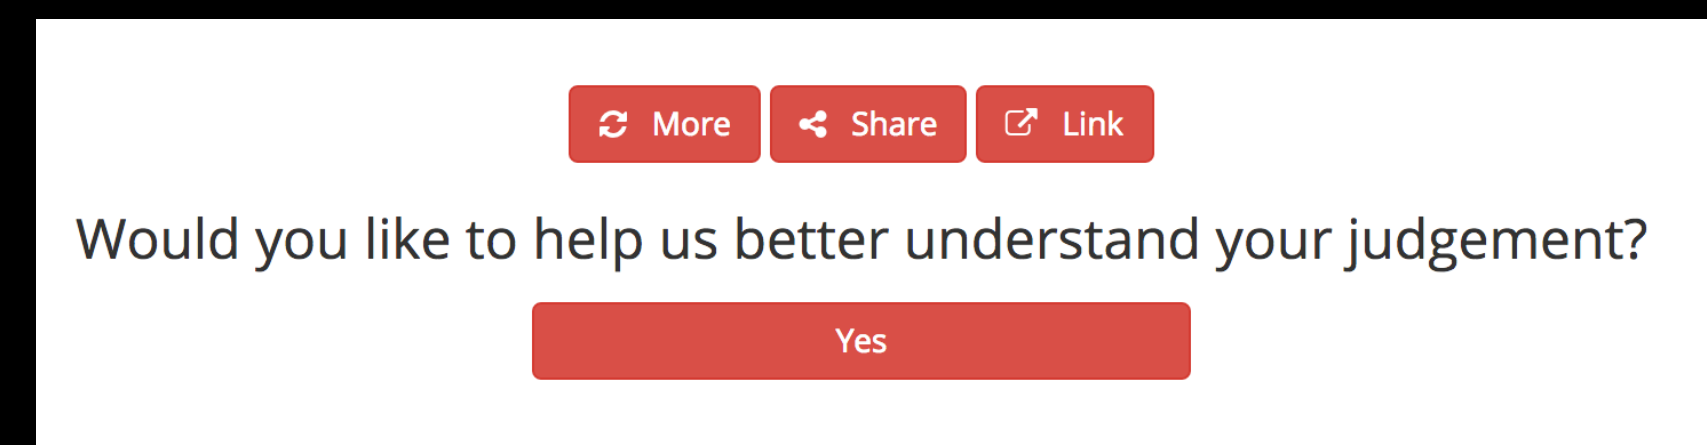 More Share Link
Would you like to help us better understand your judgement?
Yes